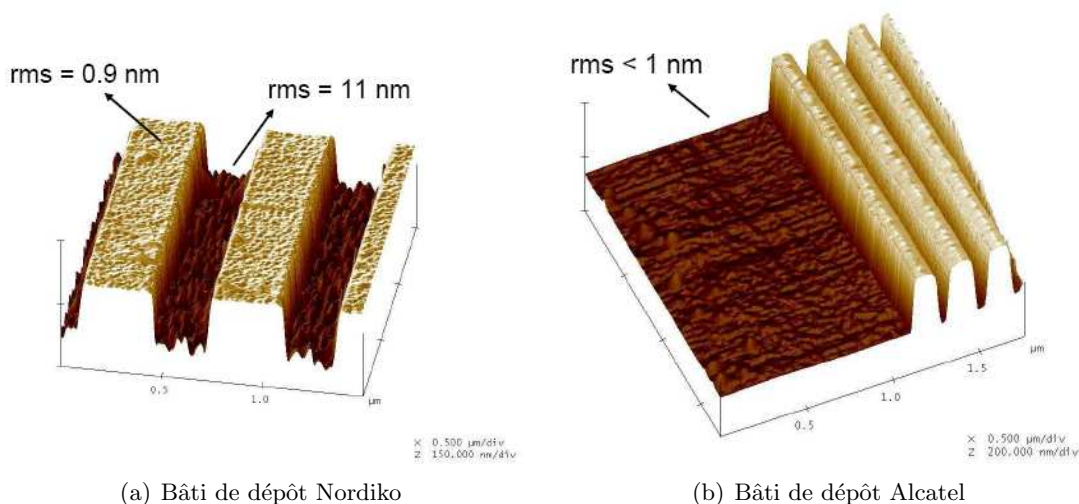 rms = 0.9 nm
rms = 11 nm
0.5
1.0
µm
X 0.500 µm/div
Z 150.000 nm/div
(a) Bâti de dépôt Nordiko
rms < 1 nm
0.5
1.0
1.5
µm
X 0.500 µm/div
Z 200.000 nm/div
(b) Bâti de dépôt Alcatel